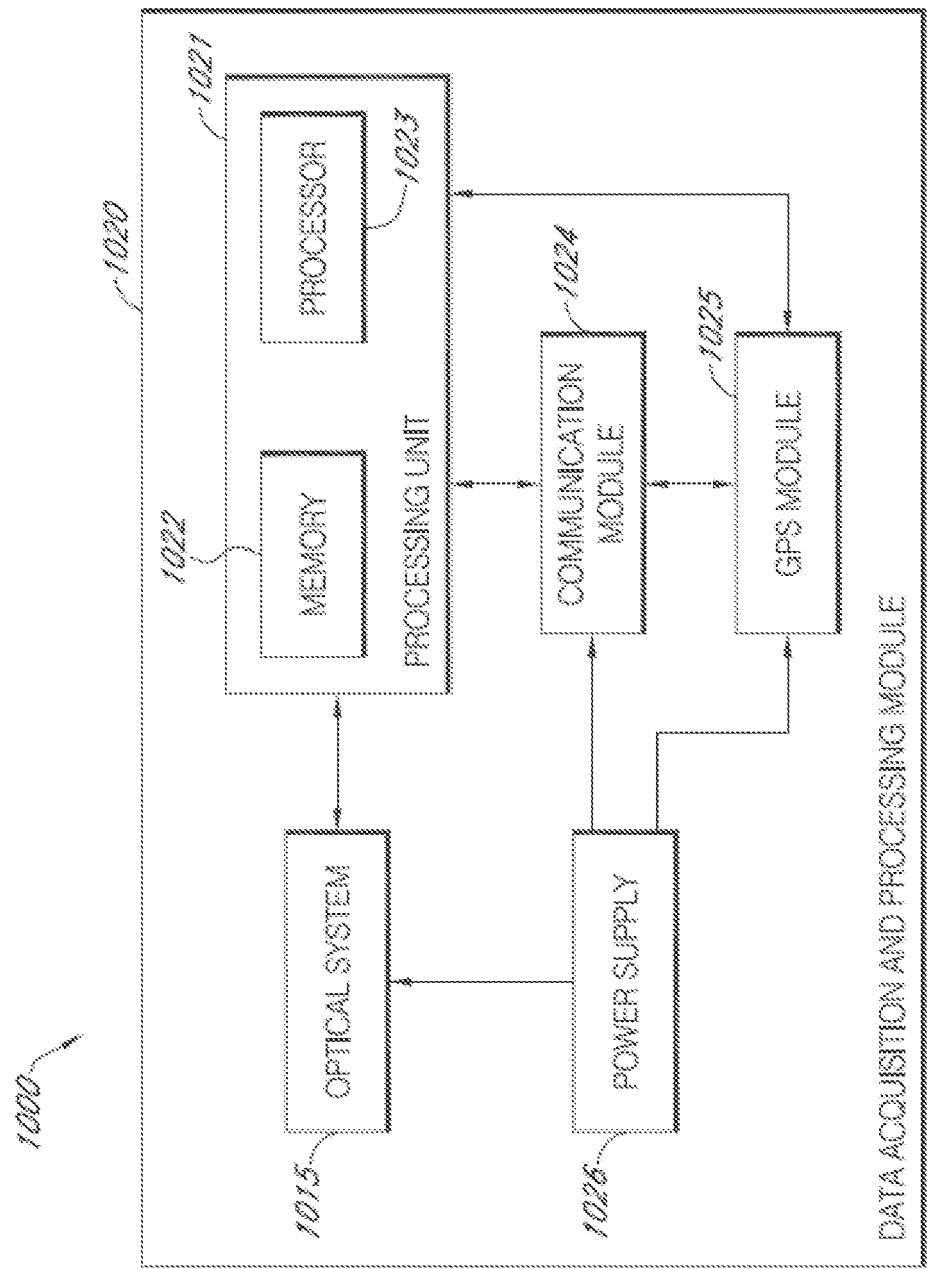 1000
1020
1021
1015
OPTICAL SYSTEM
1022
MEMORY
PROCESSOR
1023
PROCESSING UNIT
1026
POWER SUPPLY
COMMUNICATION
MODULE
1024
1025
GPS MODULE
DATA ACQUISITION AND PROCESSING MODULE